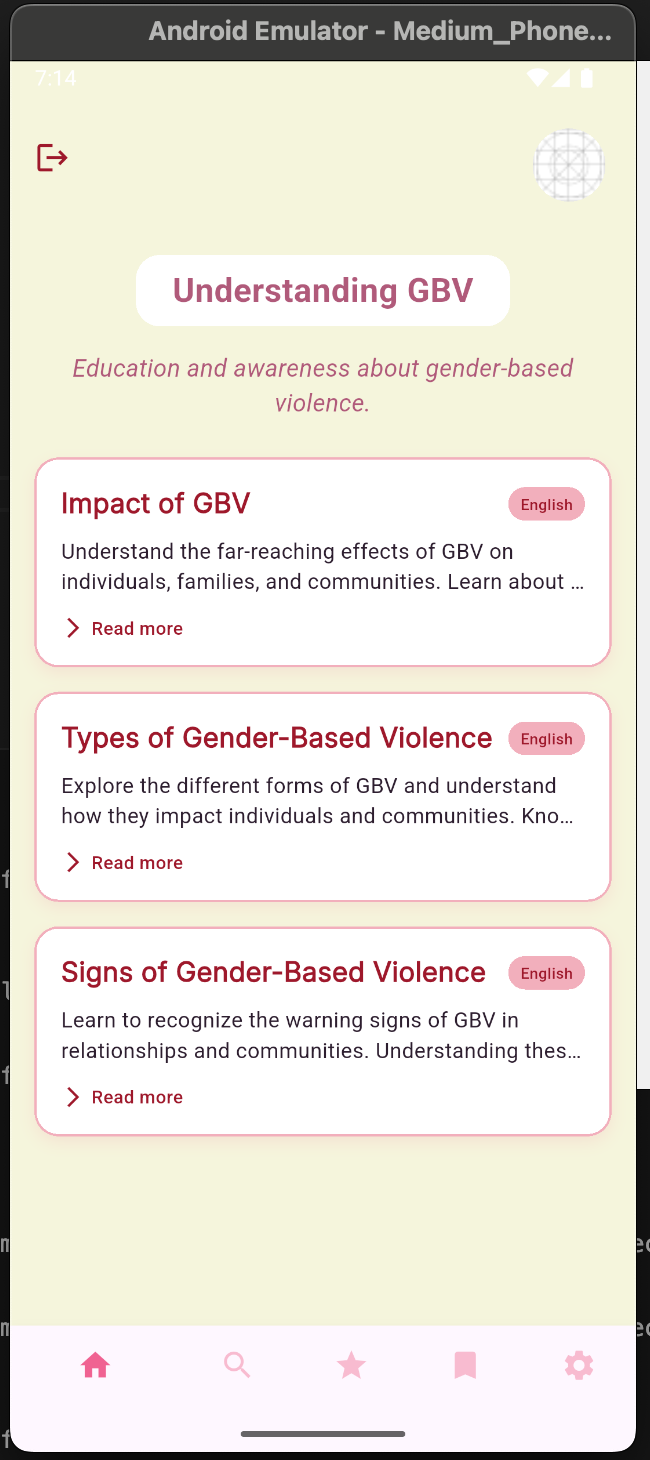 Android Emulator - Medium_Phone...
7:14
Understanding GBV
Education and awareness about gender-based
violence.
Impact of GBV
English
Understand the far-reaching effects of GBV on
individuals, families, and communities. Learn about ...
Read more
Types of Gender-Based Violence
English
Explore the different forms of GBV and understand
how they impact individuals and communities. Kno...
Read more
Signs of Gender-Based Violence
English
Learn to recognize the warning signs of GBV in
relationships and communities. Understanding thes...
Read more